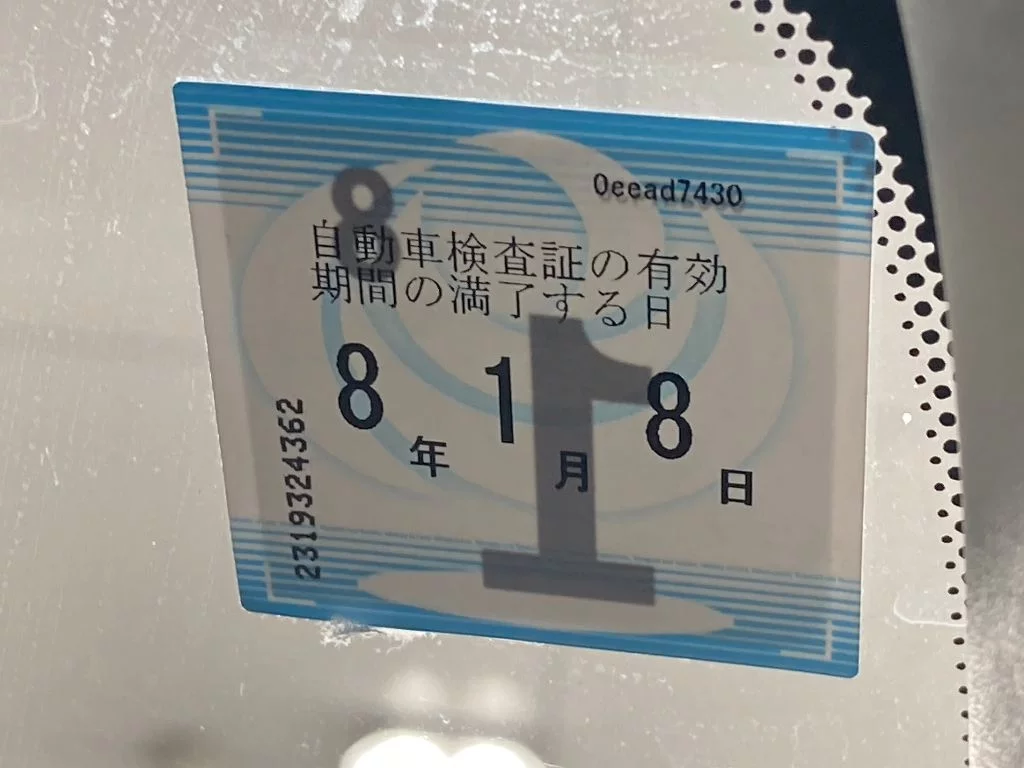 0eead7430
自動車検査証の有効
期間の満了する日
8年 1月 8日
2319324362
8
1